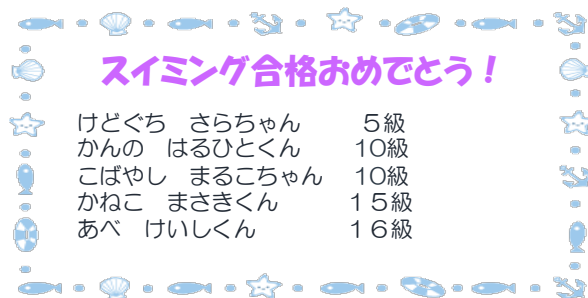 スイミング合格おめでとう！
けどぐち　さらちゃん　　　５級
かんの　はるひとくん　　　10級
こばやし　まるこちゃん　　10級
かねこ　まさきくん　　　　１５級
あべ　けいしくん　　　　　１６級